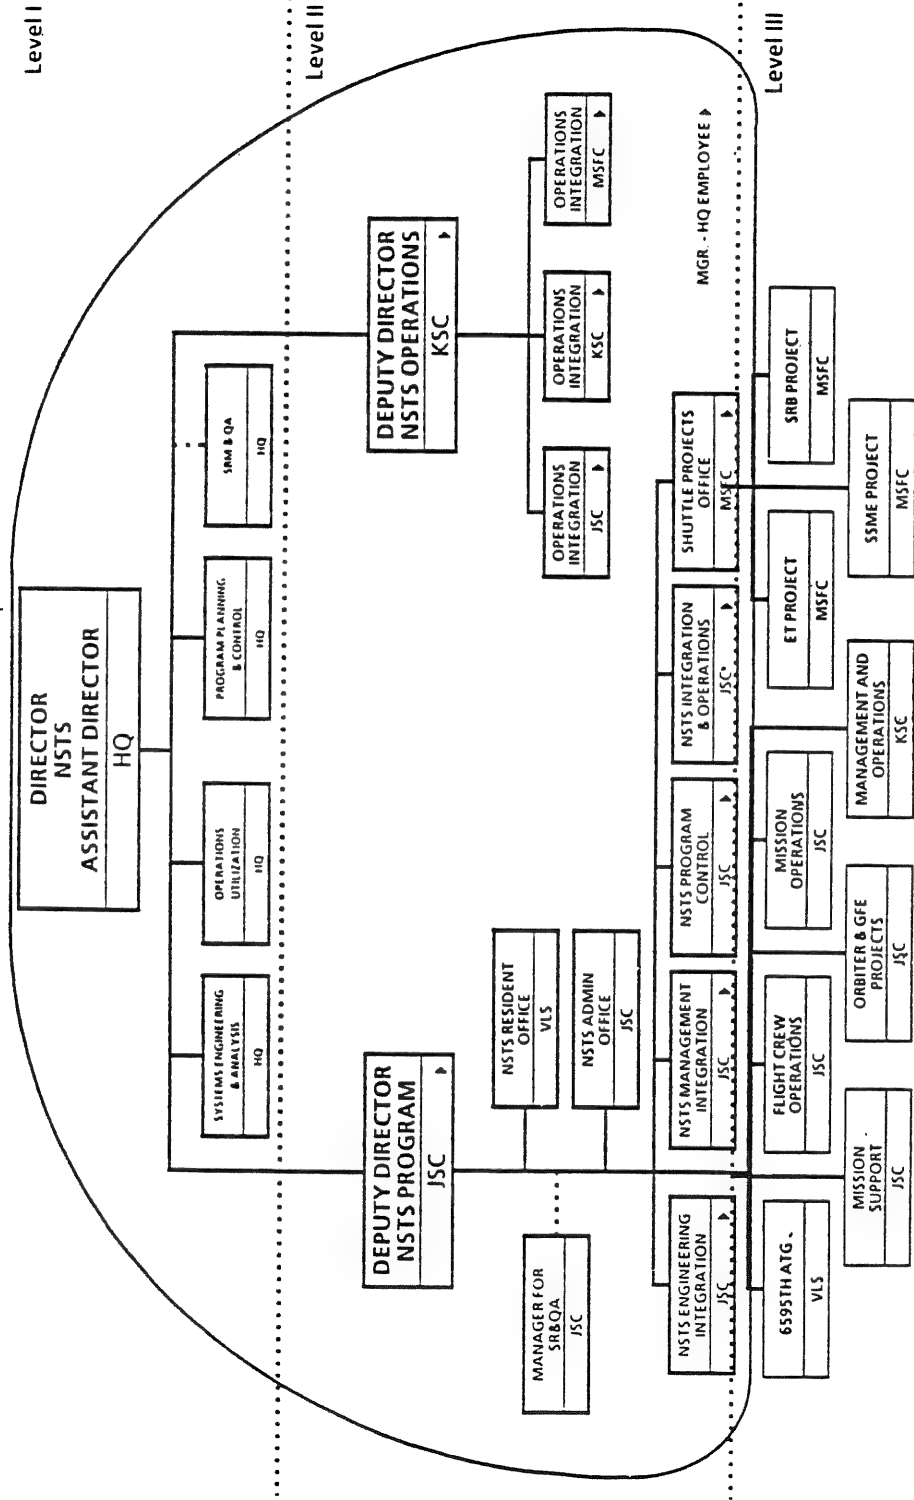 Level I
DIRECTOR
NSTS
ASSISTANT DIRECTOR
HQ
SYSTEMS ENGINEERING
& ANALYSIS
HQ
OPERATIONS
UTILIZATION
HQ
PROGRAM PLANNING
& CONTROL
HQ
SRM & QA
HQ
Level II
DEPUTY DIRECTOR
NSTS PROGRAM
JSC
DEPUTY DIRECTOR
NSTS OPERATIONS
KSC
MANAGER FOR
SR&QA
JSC
NSTS RESIDENT
OFFICE
VLS
NSTS ADMIN
OFFICE
JSC
OPERATIONS
INTEGRATION
JSC
OPERATIONS
INTEGRATION
KSC
OPERATIONS
INTEGRATION
MSFC
NSTS ENGINEERING
INTEGRATION
JSC
NSTS MANAGEMENT
INTEGRATION
JSC
NSTS PROGRAM
CONTROL
JSC
NSTS INTEGRATION
& OPERATIONS
JSC*
SHUTTLE PROJECTS
OFFICE
MSFC
MGR. - HQ EMPLOYEE
Level III
6595TH ATG
VLS
FLIGHT CREW
OPERATIONS
JSC
MISSION
OPERATIONS
JSC
ET PROJECT
MSFC
SRB PROJECT
MSFC
MISSION
SUPPORT
JSC
ORBITER & GFE
PROJECTS
JSC
MANAGEMENT AND
OPERATIONS
KSC
SSME PROJECT
MSFC